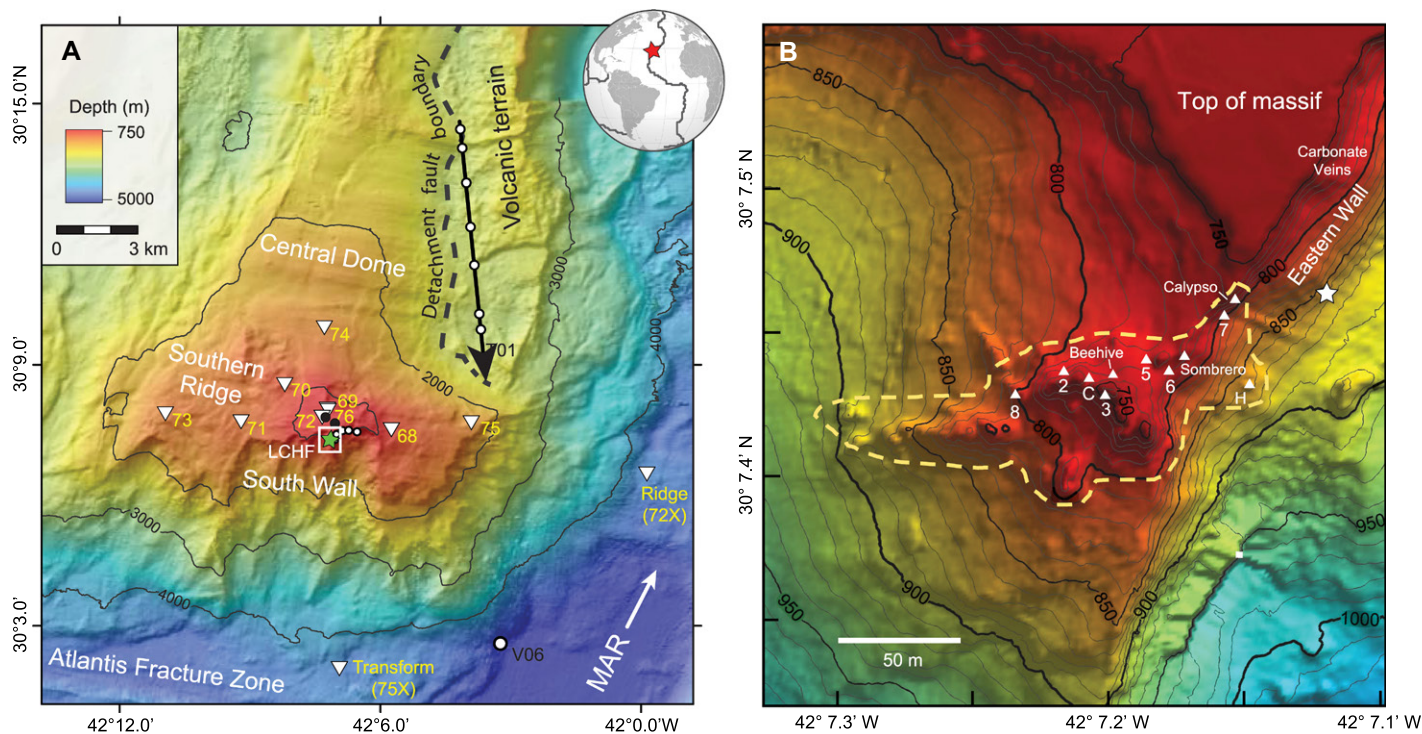 A
Depth (m)
750
5000
0
3 km
30°15.0'N
30°9.0'
30°3.0'
42°12.0'
42°6.0'
42°0.0'
Detachment fault boundary
Volcanic terrain
Central Dome
Southern
Ridge
3000
4000
2000
701
74
70
69
72
76
73
71
68
75
LCHF
South Wall
Ridge
(72X)
3000
4000
Atlantis Fracture Zone
Transform
(75X)
V06
MAR
B
850
900
800
750
850
Top of massif
Carbonate
Veins
Eastern Wall
800
850
Calypso
7
Beehive
2
C
3
5
6
Sombrero
H
8
750
800
900
850
900
950
950
1000
50 m
30° 7.5' N
30° 7.4' N
42° 7.3' W
42° 7.2' W
42° 7.1' W